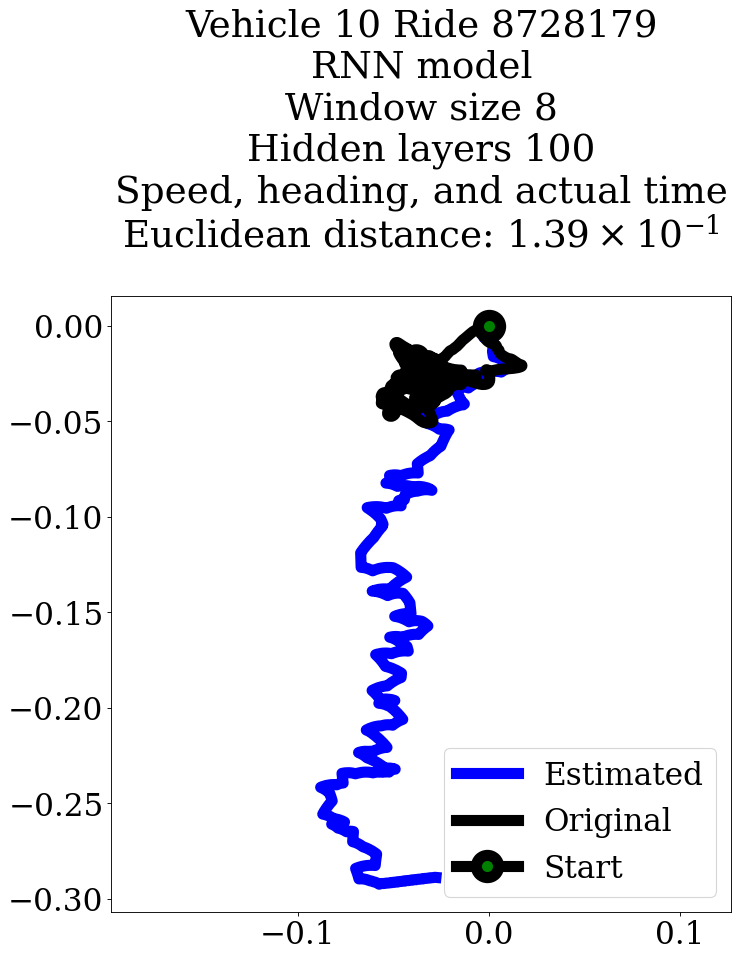 Vehicle 10 Ride 8728179
RNN model
Window size 8
Hidden layers 100
Speed, heading, and actual time
Euclidean distance: 1.39 × 10⁻¹
0.00
−0.05
−0.10
−0.15
−0.20
−0.25
−0.30
Estimated
Original
Start
−0.1
0.0
0.1